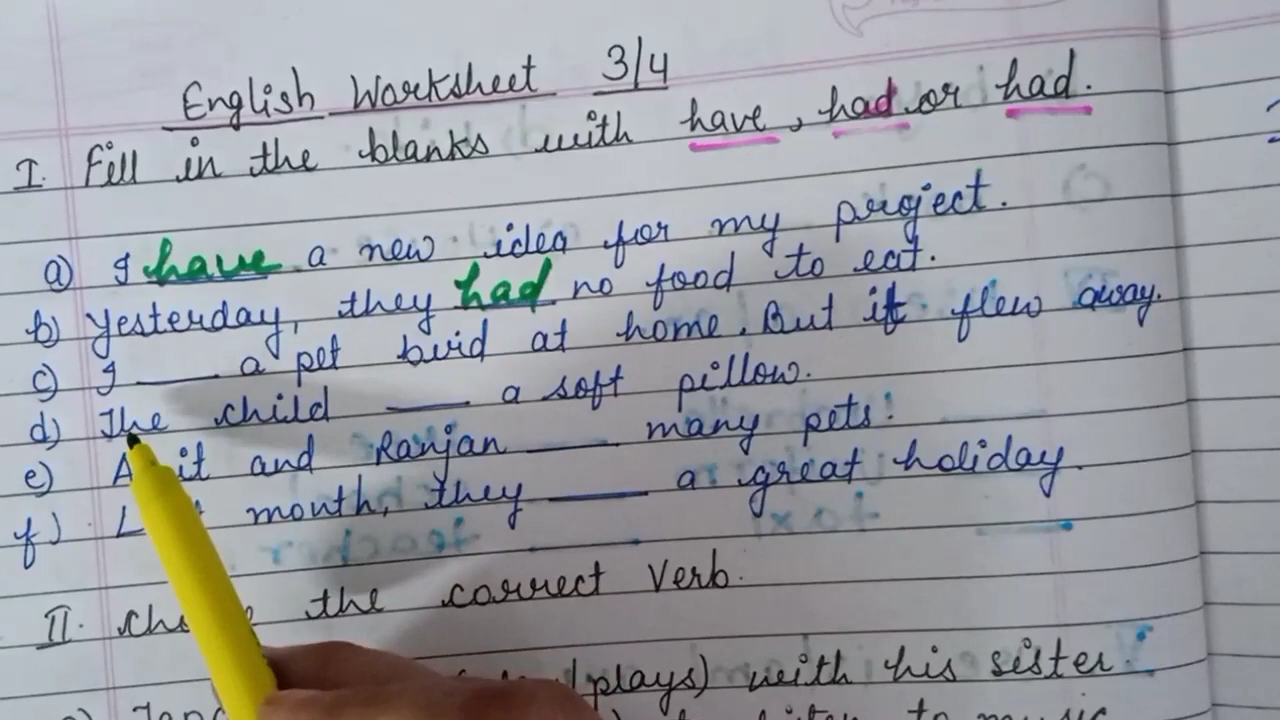 English Worksheet 3/4
I. Fill in the blanks with have, had or had.
a) I have a new idea for my project.
b) Yesterday, they had no food to eat.
c) I ___ a pet bird at home. But it flew away.
d) The child ___ a soft pillow.
e) and Ranjan ___ many pets.
f) month, they ___ a great holiday.
II. the correct Verb.
plays) with his sister.
to music